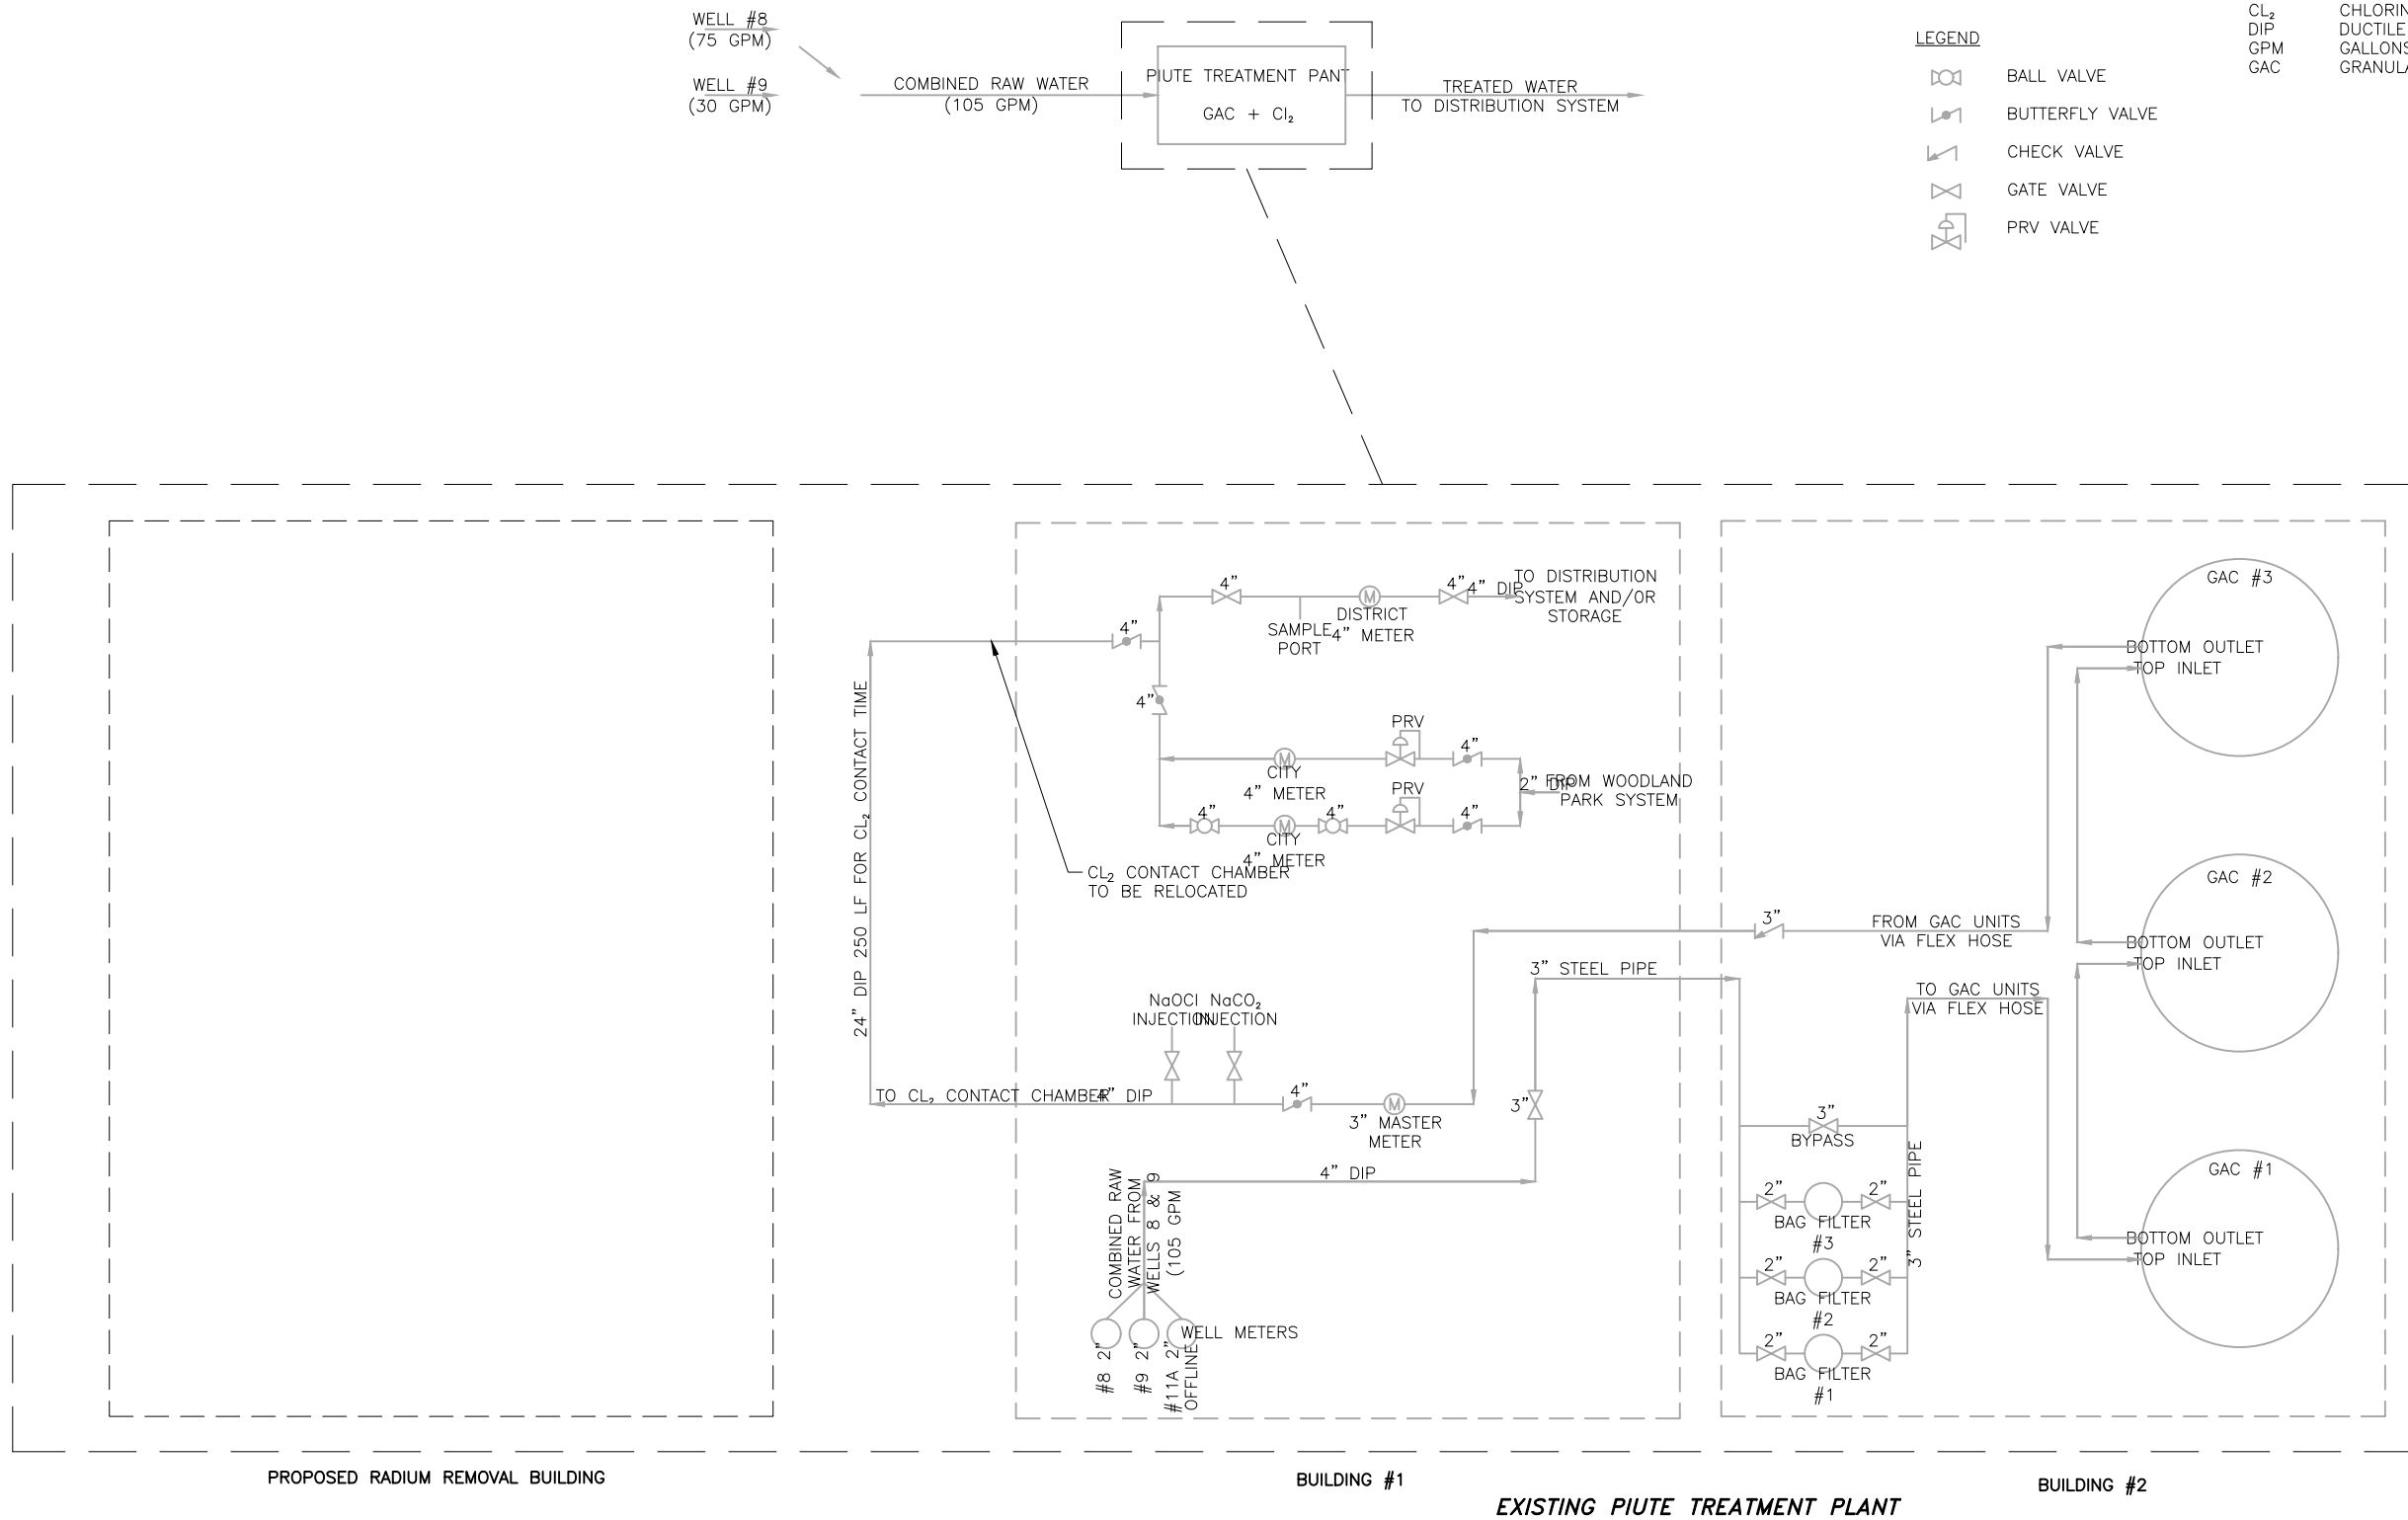 WELL #8
(75 GPM)
WELL #9
(30 GPM)
COMBINED RAW WATER
(105 GPM)
PIUTE TREATMENT PANT
GAC + Cl₂
TREATED WATER
TO DISTRIBUTION SYSTEM
LEGEND
BALL VALVE
BUTTERFLY VALVE
CHECK VALVE
GATE VALVE
PRV VALVE
CL₂
DIP DUCTILE
GPM
GAC
24" DIP 250 LF FOR CL₂ CONTACT TIME
4"
4"
SAMPLE
PORT
DISTRICT
4" METER
4"
4" DIP
TO DISTRIBUTION
SYSTEM AND/OR
STORAGE
4"
PRV
4"
CITY
4" METER
2" DIP
FROM WOODLAND
PARK SYSTEM
4"
4"
PRV
4"
CITY
4" METER
CL₂ CONTACT CHAMBER
TO BE RELOCATED
3" STEEL PIPE
NaOCl
INJECTION
NaCO₂
INJECTION
TO CL₂ CONTACT CHAMBER
4" DIP
4"
3" MASTER
METER
3"
4" DIP
COMBINED RAW
WATER FROM
WELLS 8 & 9
(105 GPM
WELL METERS
#8 2"
#9 2"
#11A 2"
OFFLINE
3"
FROM GAC UNITS
VIA FLEX HOSE
TO GAC UNITS
VIA FLEX HOSE
3"
BYPASS
3" STEEL PIPE
2"
2"
BAG FILTER
#3
2"
2"
BAG FILTER
#2
2"
2"
BAG FILTER
#1
GAC #3
BOTTOM OUTLET
TOP INLET
GAC #2
BOTTOM OUTLET
TOP INLET
GAC #1
BOTTOM OUTLET
TOP INLET
PROPOSED RADIUM REMOVAL BUILDING
BUILDING #1
BUILDING #2
EXISTING PIUTE TREATMENT PLANT